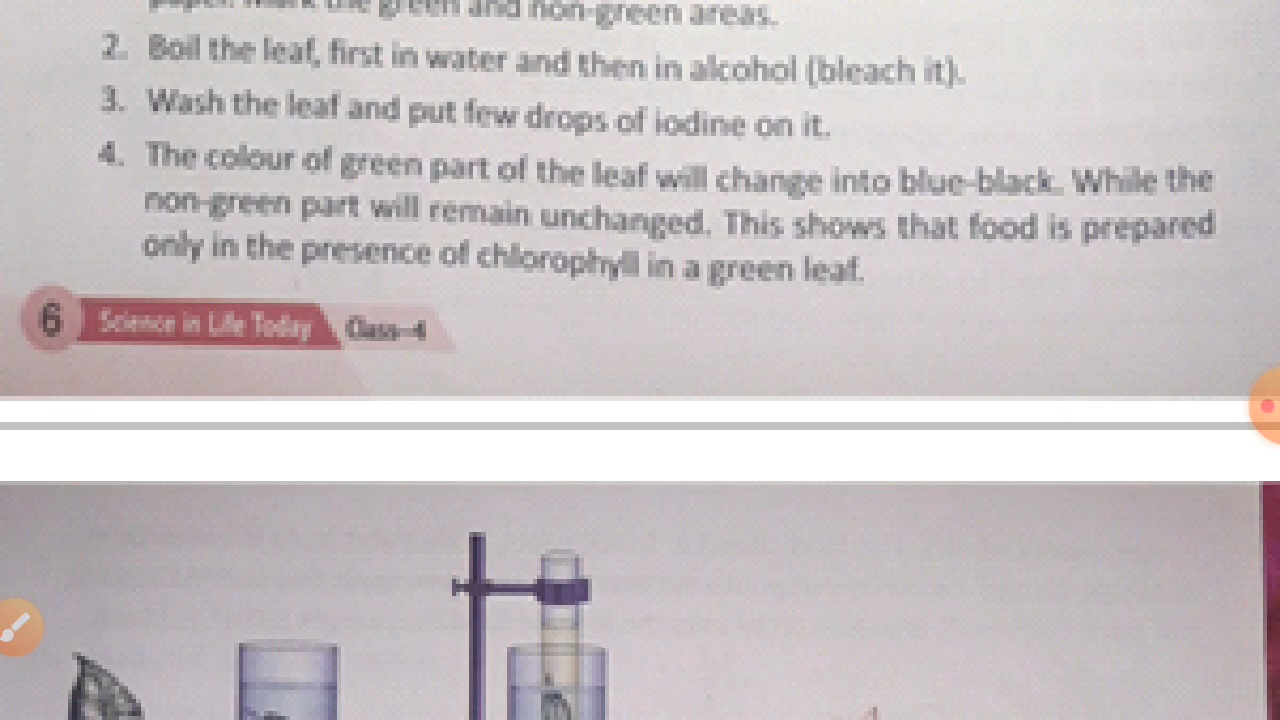 paper. Mark the green and non-green areas.
2. Boil the leaf, first in water and then in alcohol (bleach it).
3. Wash the leaf and put few drops of iodine on it.
4. The colour of green part of the leaf will change into blue-black. While the
non-green part will remain unchanged. This shows that food is prepared
only in the presence of chlorophyll in a green leaf.
6 Science in Life Today Class-4